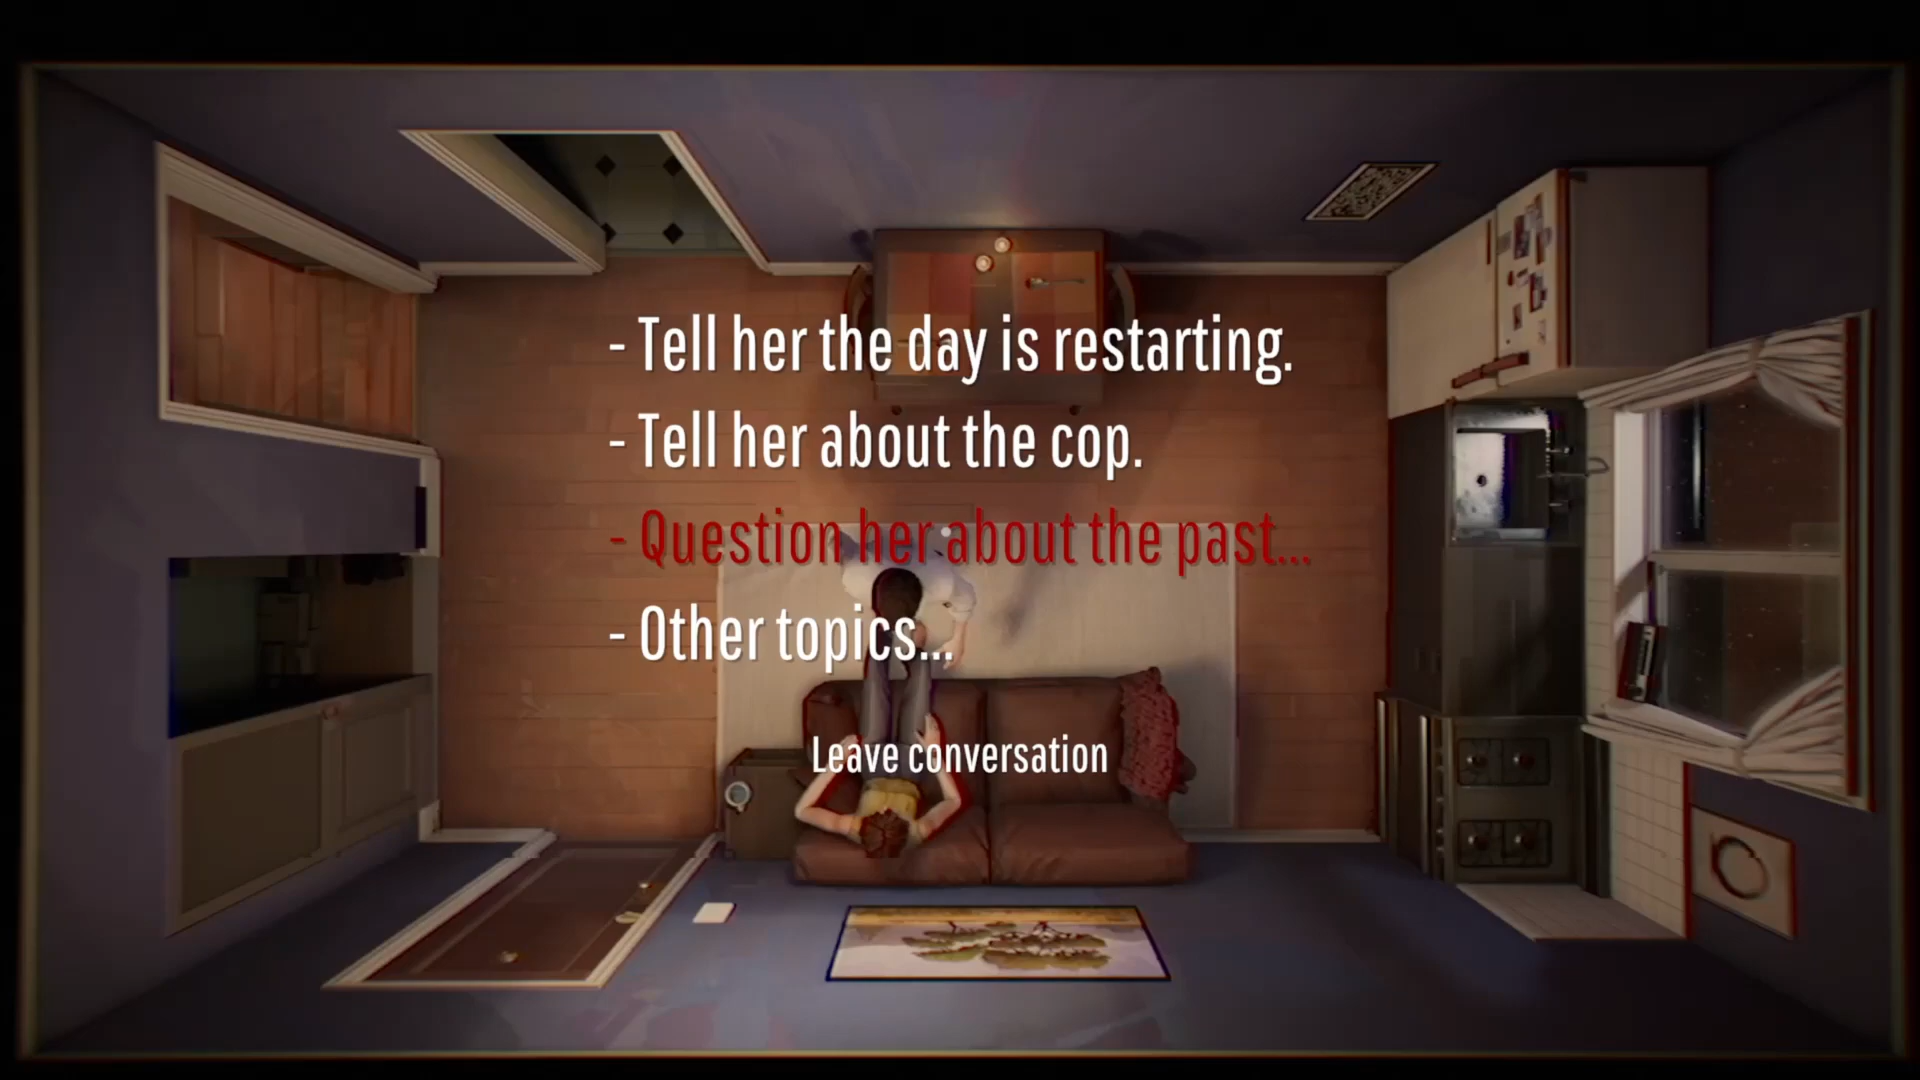 - Tell her the day is restarting.
- Tell her about the cop.
- Question her about the past...
- Other topics...
Leave conversation